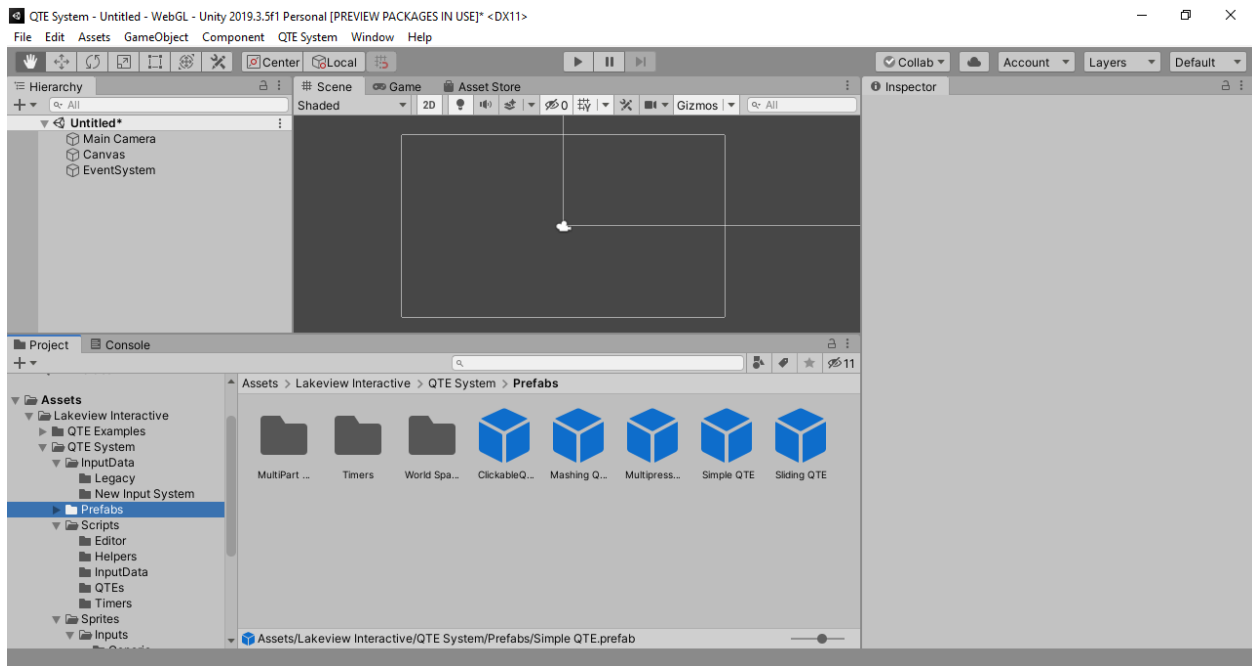 QTE System - Untitled - WebGL - Unity 2019.3.5f1 Personal [PREVIEW PACKAGES IN USE]* <DX11>
File Edit Assets GameObject Component QTE System Window Help
Center Local Collab Account Layers Default
Hierarchy
All
Untitled*
Main Camera
Canvas
EventSystem
Scene Game Asset Store
Shaded 2D 0 Gizmos All
Inspector
Project Console
11
Assets
Lakeview Interactive
QTE Examples
QTE System
InputData
Legacy
New Input System
Prefabs
Scripts
Editor
Helpers
InputData
QTEs
Timers
Sprites
Inputs
Assets > Lakeview Interactive > QTE System > Prefabs
MultiPart ... Timers World Spa... ClickableQ... Mashing Q... Multipress... Simple QTE Sliding QTE
Assets/Lakeview Interactive/QTE System/Prefabs/Simple QTE.prefab